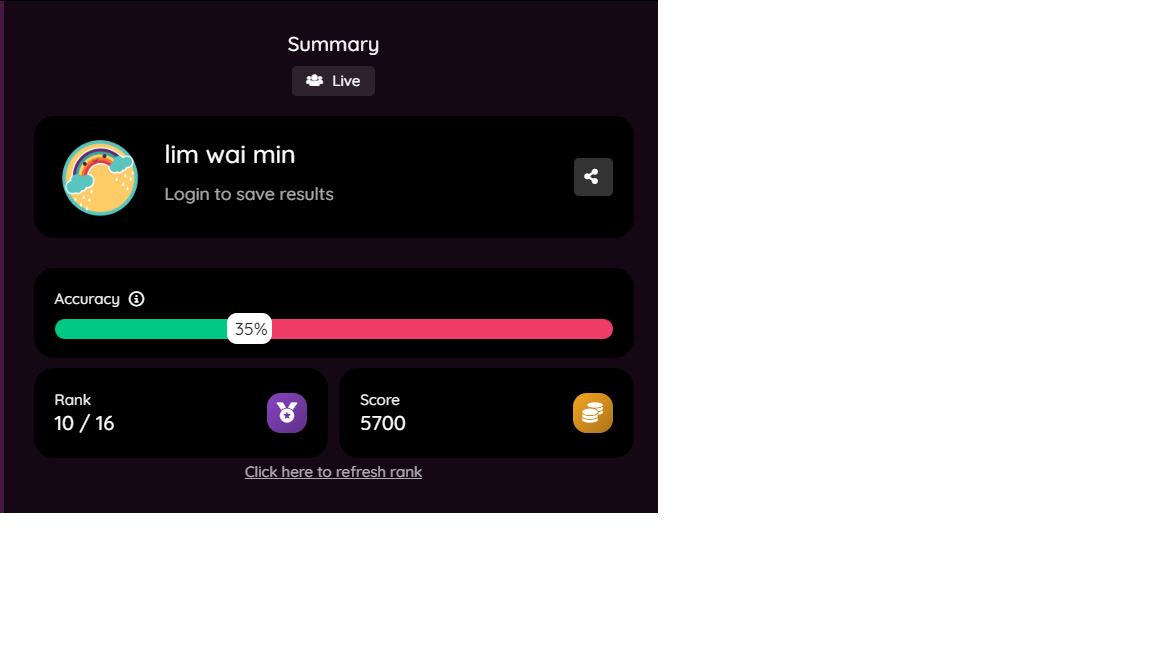 Summary
Live
lim wai min
Login to save results
Accuracy
35%
Rank
10 / 16
Score
5700
Click here to refresh rank